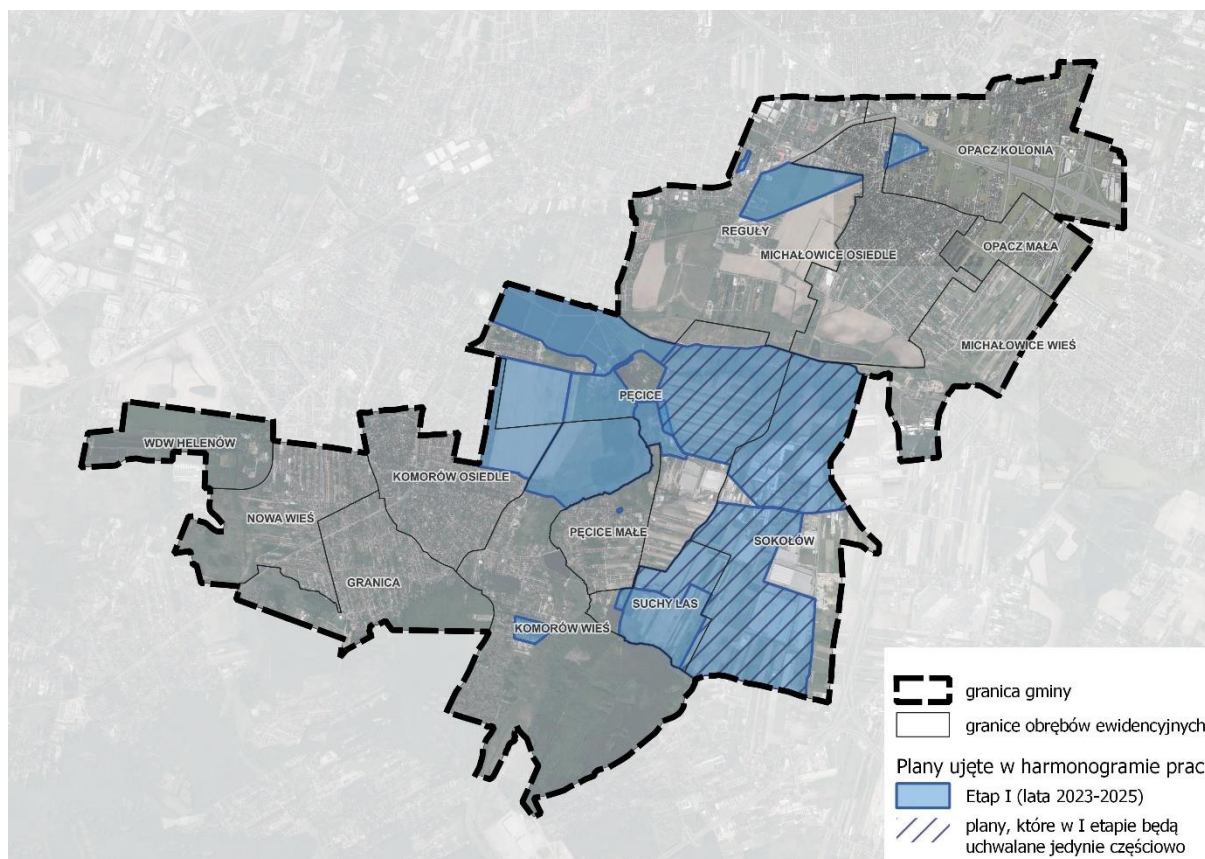 OPACZ KOLONIA
REGUŁY
OPACZ MAŁA
MICHAŁOWICE OSIEDLE
MICHAŁOWICE WIEŚ
PĘCICE
WDW HELENÓW
KOMORÓW OSIEDLE
NOWA WIEŚ
PĘCICE MAŁE
SOKOŁÓW
GRANICA
SUCHY LAS
KOMORÓW WIEŚ
granica gminy
granice obrębów ewidencyjnych
Plany ujęte w harmonogramie prac
Etap I (lata 2023-2025)
plany, które w I etapie będą
uchwalane jedynie częściowo